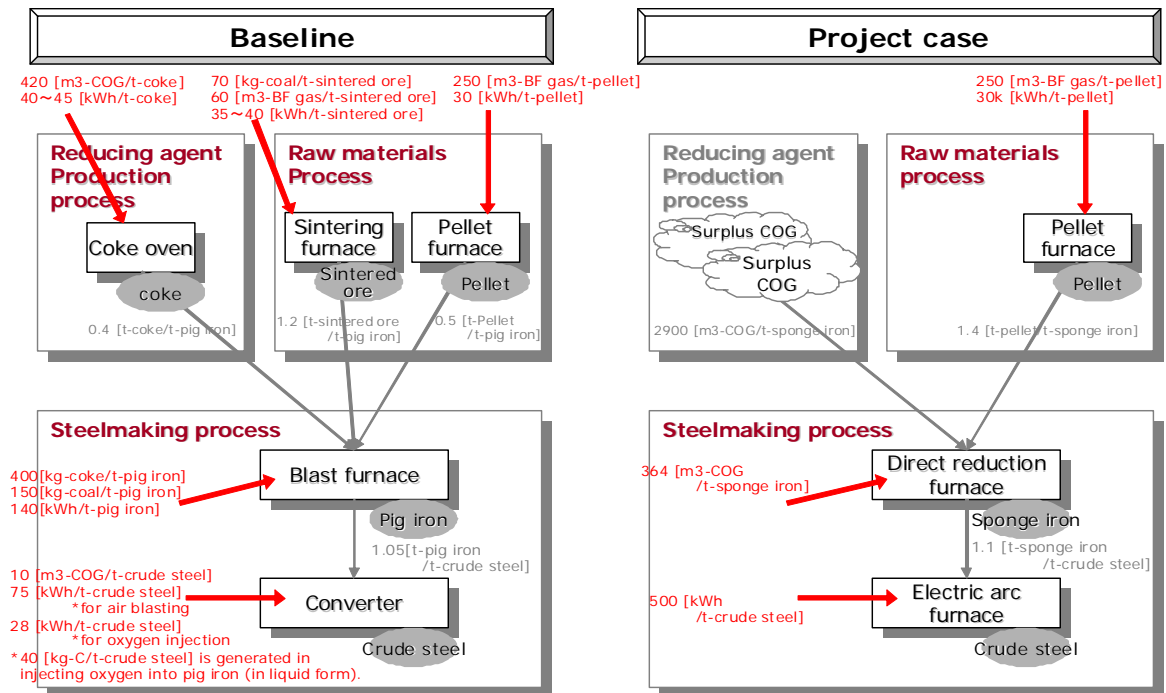 Baseline
420 [m3-COG/t-coke]
40~45 [kWh/t-coke]
70 [kg-coal/t-sintered ore]
60 [m3-BF gas/t-sintered ore]
35~40 [kWh/t-sintered ore]
250 [m3-BF gas/t-pellet]
30 [kWh/t-pellet]
Reducing agent
Production
process
Coke oven
coke
0.4 [t-coke/t-pig iron]
Raw materials
Process
Sintering
furnace
Sintered
ore
1.2 [t-sintered ore
/t-pig iron]
Pellet
furnace
Pellet
0.5 [t-Pellet
/t-pig iron]
Steelmaking process
400[kg-coke/t-pig iron]
150[kg-coal/t-pig iron]
140[kWh/t-pig iron]
Blast furnace
Pig iron
1.05[t-pig iron
/t-crude steel]
10 [m3-COG/t-crude steel]
75 [kWh/t-crude steel]
*for air blasting
28 [kWh/t-crude steel]
*for oxygen injection
*40 [kg-C/t-crude steel] is generated in
injecting oxygen into pig iron (in liquid form).
Converter
Crude steel
Project case
250 [m3-BF gas/t-pellet]
30k [kWh/t-pellet]
Reducing agent
Production
process
Surplus COG
Surplus
COG
2900 [m3-COG/t-sponge iron]
Raw materials
process
Pellet
furnace
Pellet
1.4 [t-pellet/t-sponge iron]
Steelmaking process
364 [m3-COG
/t-sponge iron]
Direct reduction
furnace
Sponge iron
1.1 [t-sponge iron
/t-crude steel]
500 [kWh
/t-crude steel]
Electric arc
furnace
Crude steel